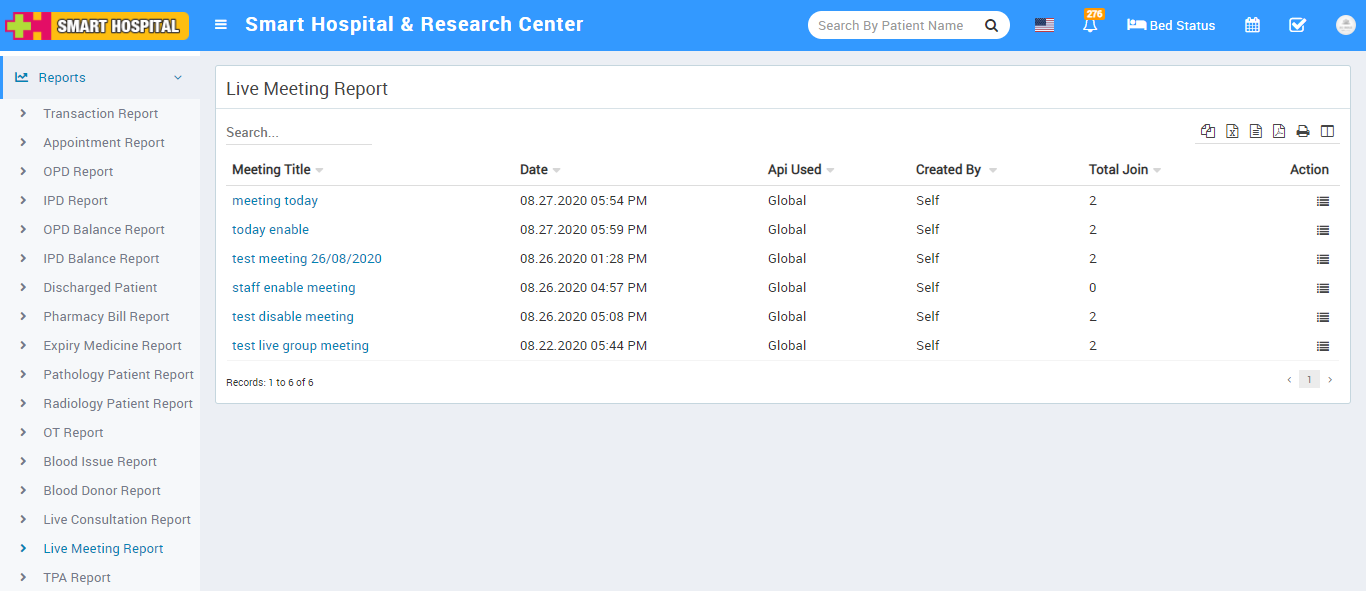 SMART HOSPITAL Smart Hospital & Research Center Search By Patient Name 276 Bed Status
Reports
Transaction Report
Appointment Report
OPD Report
IPD Report
OPD Balance Report
IPD Balance Report
Discharged Patient
Pharmacy Bill Report
Expiry Medicine Report
Pathology Patient Report
Radiology Patient Report
OT Report
Blood Issue Report
Blood Donor Report
Live Consultation Report
Live Meeting Report
TPA Report
Live Meeting Report
Search...
Meeting Title Date Api Used Created By Total Join Action
meeting today 08.27.2020 05:54 PM Global Self 2
today enable 08.27.2020 05:59 PM Global Self 2
test meeting 26/08/2020 08.26.2020 01:28 PM Global Self 2
staff enable meeting 08.26.2020 04:57 PM Global Self 0
test disable meeting 08.26.2020 05:08 PM Global Self 2
test live group meeting 08.22.2020 05:44 PM Global Self 2
Records: 1 to 6 of 6 1